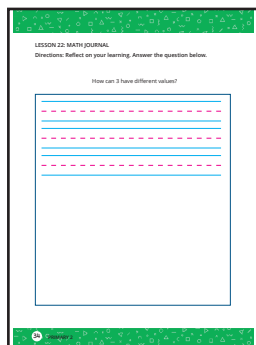 LESSON 22: MATH JOURNAL
Directions: Reflect on your learning. Answer the question below.
How can 3 have different values?
34